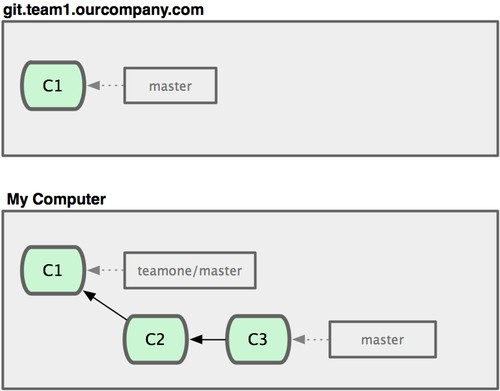 git.team1.ourcompany.com
C1
master
My Computer
C1
teamone/master
C2
C3
master